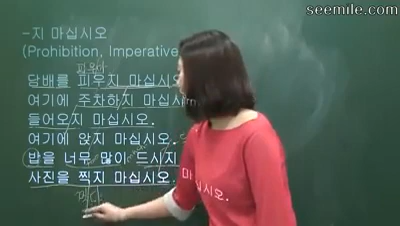 seemile.com
-지 마십시오
(Prohibition, Imperative
피우다
담배를 피우지 마십시오
여기에 주차하지 마십시
들어오지 마십시오.
여기에 앉지 마십시오.
밥을 너무 많이 드시지 마십시오.
사진을 찍지 마십시오.